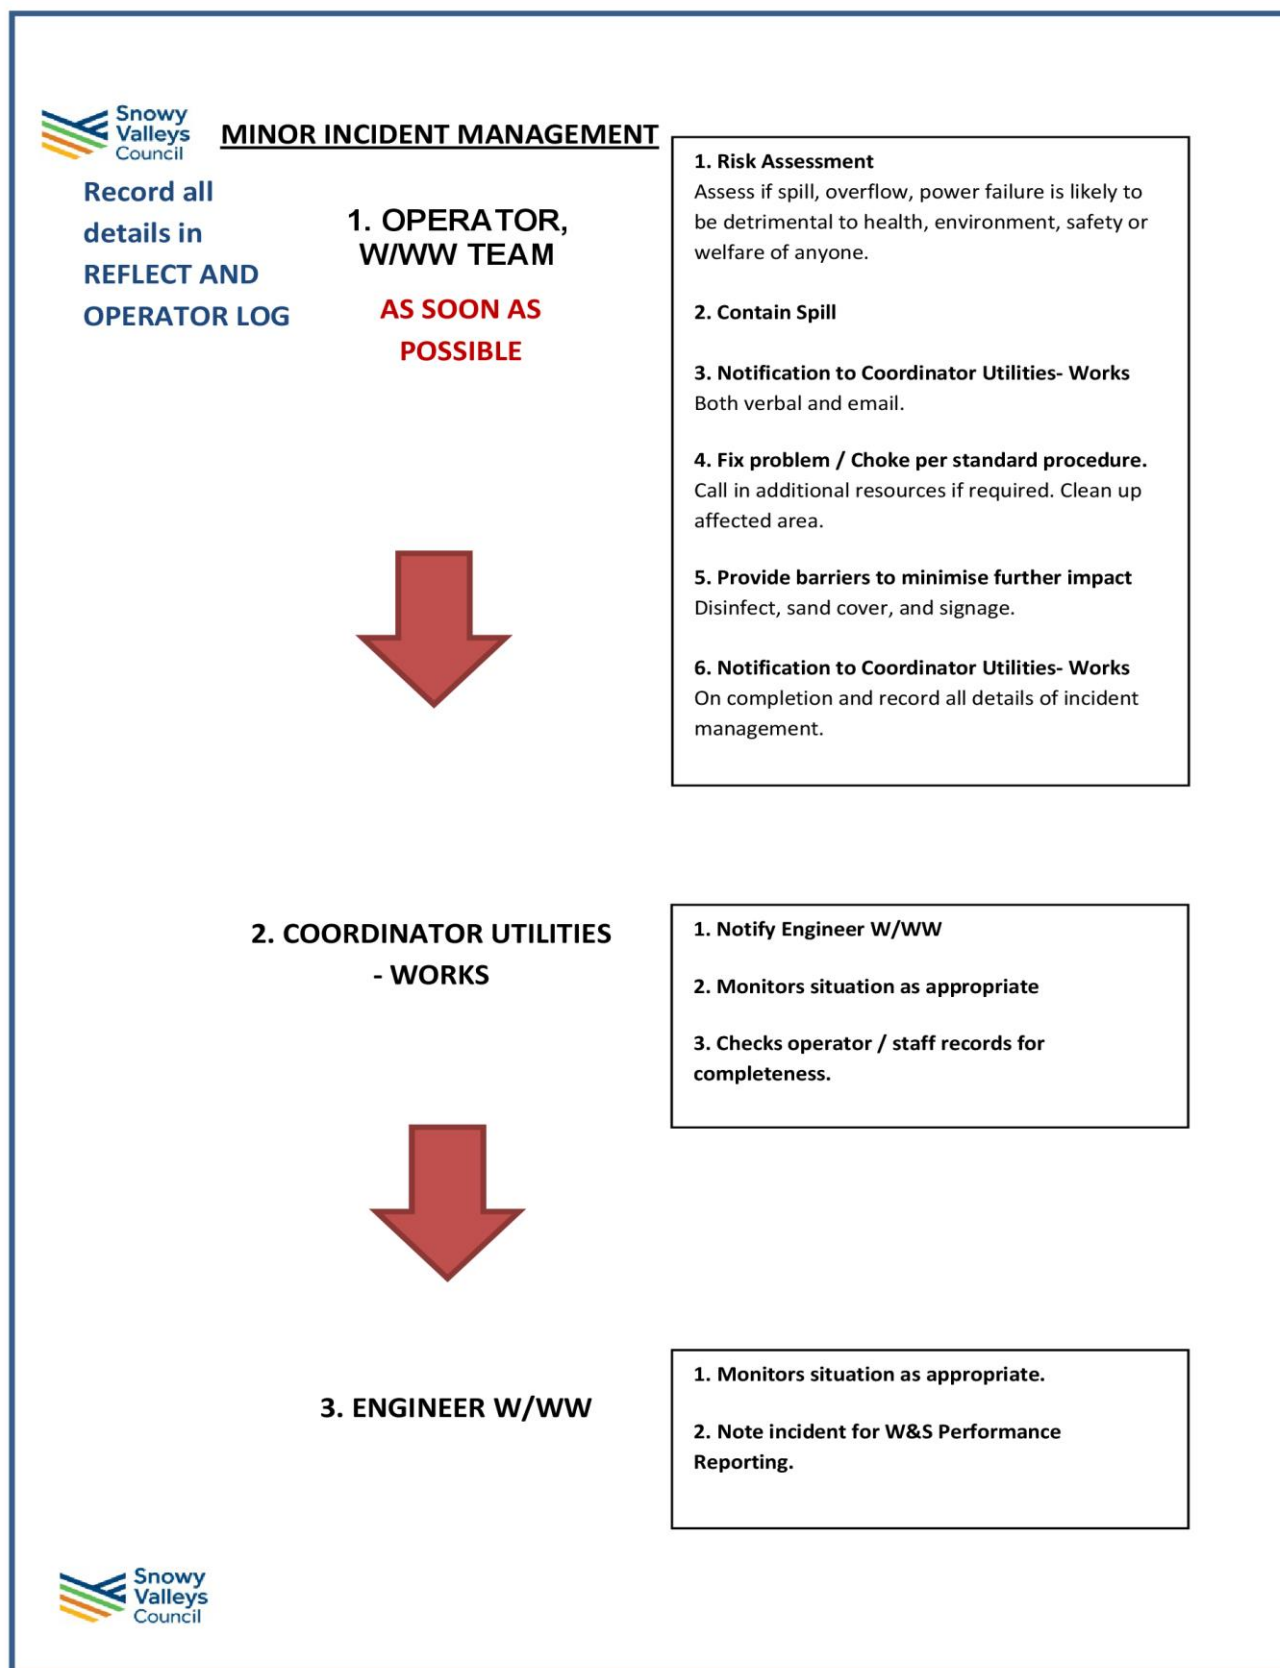 Snowy
Valleys
Council
MINOR INCIDENT MANAGEMENT
Record all
details in
REFLECT AND
OPERATOR LOG
1. OPERATOR,
W/WW TEAM
AS SOON AS
POSSIBLE
1. Risk Assessment
Assess if spill, overflow, power failure is likely to
be detrimental to health, environment, safety or
welfare of anyone.
2. Contain Spill
3. Notification to Coordinator Utilities- Works
Both verbal and email.
4. Fix problem / Choke per standard procedure.
Call in additional resources if required. Clean up
affected area.
5. Provide barriers to minimise further impact
Disinfect, sand cover, and signage.
6. Notification to Coordinator Utilities- Works
On completion and record all details of incident
management.
2. COORDINATOR UTILITIES
- WORKS
1. Notify Engineer W/WW
2. Monitors situation as appropriate
3. Checks operator / staff records for
completeness.
3. ENGINEER W/WW
1. Monitors situation as appropriate.
2. Note incident for W&S Performance
Reporting.
Snowy
Valleys
Council